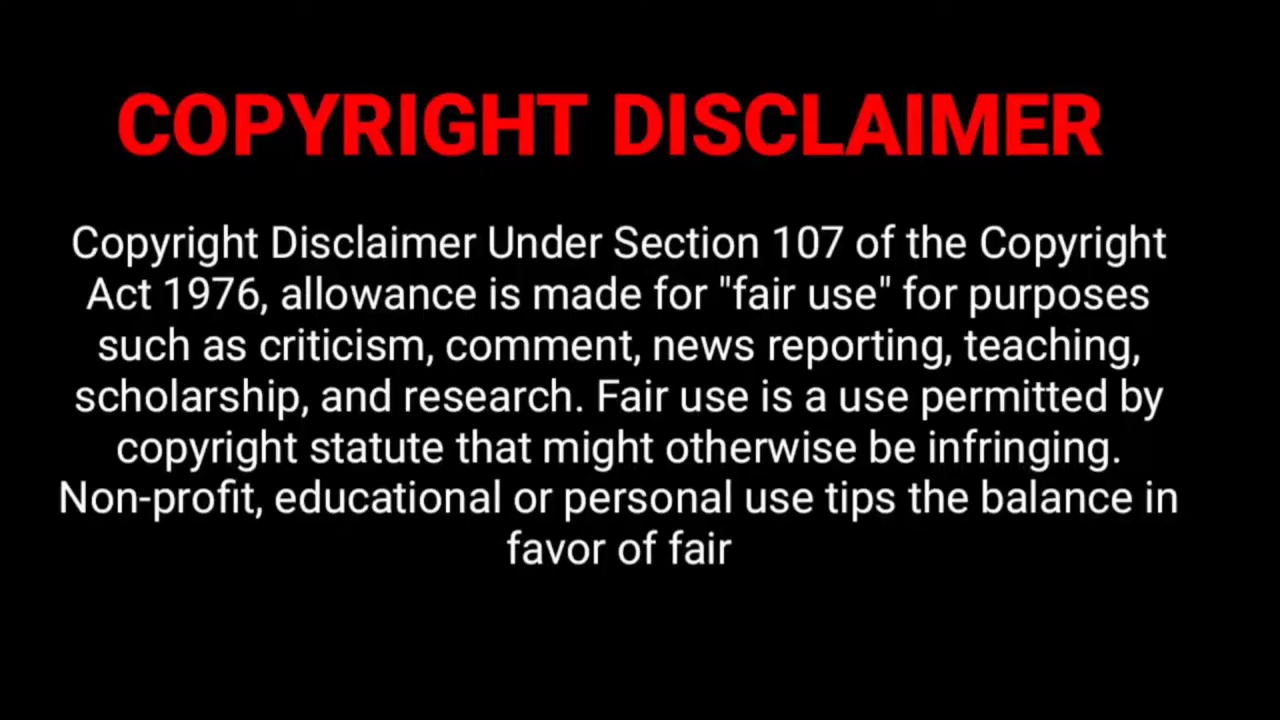 COPYRIGHT DISCLAIMER
Copyright Disclaimer Under Section 107 of the Copyright
Act 1976, allowance is made for "fair use" for purposes
such as criticism, comment, news reporting, teaching,
scholarship, and research. Fair use is a use permitted by
copyright statute that might otherwise be infringing.
Non-profit, educational or personal use tips the balance in
favor of fair